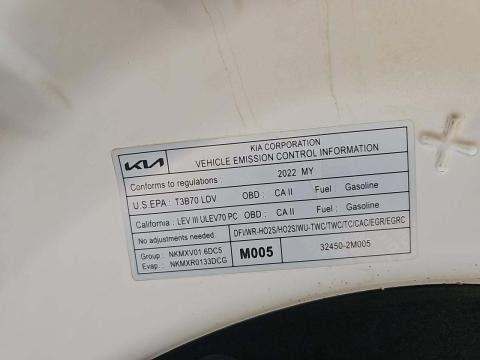 KIA
KIA CORPORATION
VEHICLE EMISSION CONTROL INFORMATION
Conforms to regulations 2022 MY
U.S.EPA : T3B70 LDV OBD : CA II Fuel : Gasoline
California : LEV III ULEV70 PC OBD : CA II Fuel : Gasoline
No adjustments needed. DFI/WR-HO2S/HO2S/WU-TWC/TWC/TC/CAC/EGR/EGRC
Group : NKMXV01.6DC5
Evap : NKMXR0133DCG
M005
32450-2M005